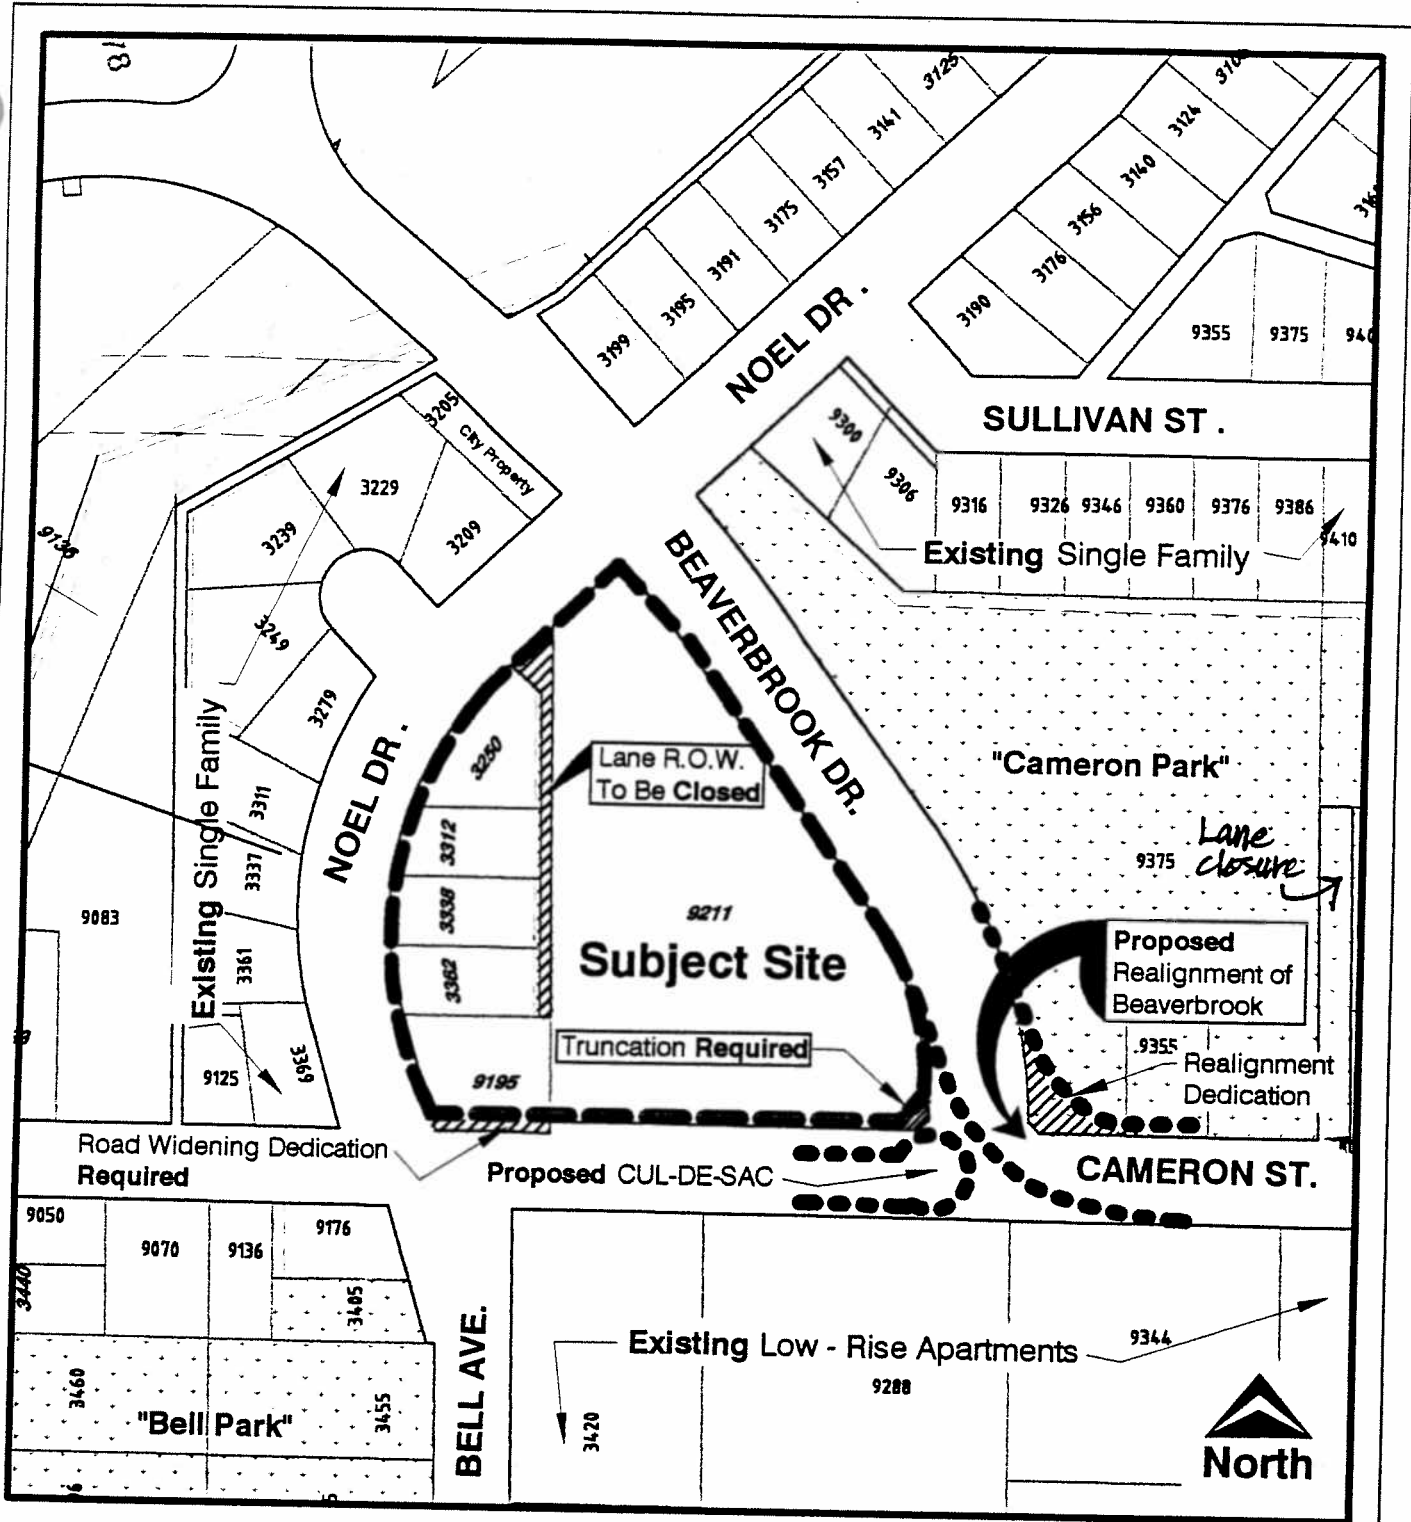 18
3125
3108
3141
3124
3157
3140
3175
3156
3191
3176
3195
3190
3199
NOEL DR .
9355
9375
3205
City Property
SULLIVAN ST .
9300
3229
9306
9316
9326
9346
9360
9376
9386
9410
3239
3209
9138
BEAVERBROOK DR.
Existing Single Family
3249
3279
Existing Single Family
NOEL DR .
3250
Lane R.O.W.
To Be Closed
"Cameron Park"
3311
3312
3337
9375
Lane
closure
9083
3338
9211
Subject Site
3361
3382
Proposed
Realignment of
Beaverbrook
Truncation Required
9355
Realignment
Dedication
3369
9125
9195
Road Widening Dedication
Required
Proposed CUL-DE-SAC
CAMERON ST.
9050
9070
9136
9176
3440
3405
BELL AVE.
Existing Low - Rise Apartments
9344
9288
3460
"Bell Park"
3455
3420
North